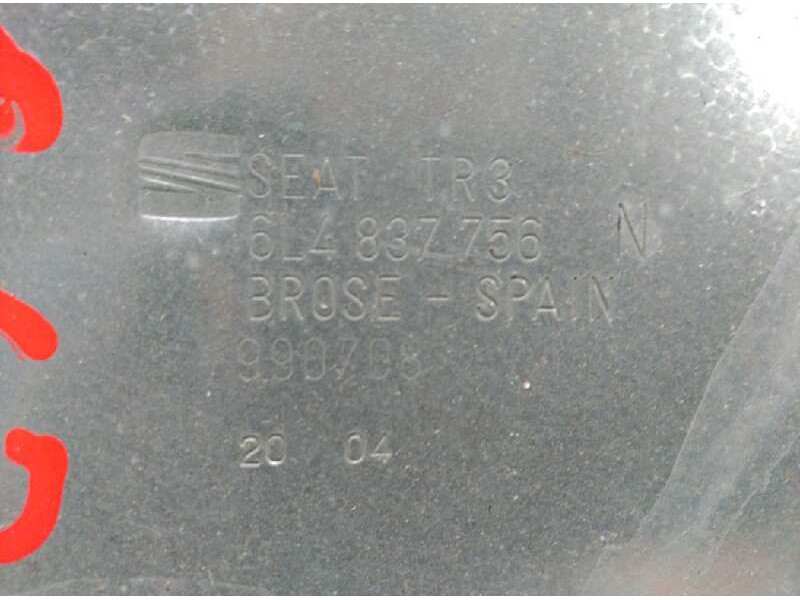 SEAT TR3
6L4 837 756 N
BROSE - SPAIN
990708
20 04